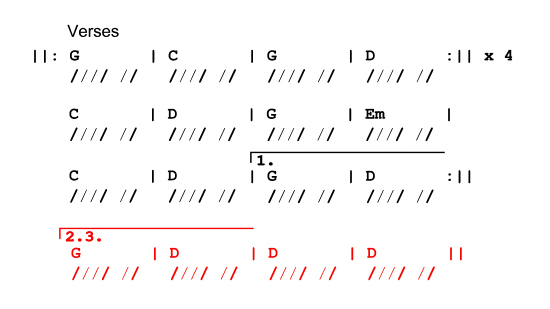 Verses
||: G | C | G | D :|| x 4
//// // //// // //// // //// //
C | D | G | Em |
//// // //// // //// // //// //
1.
C | D | G | D :||
//// // //// // //// // //// //
2.3.
G | D | D | D ||
//// // //// // //// // //// //